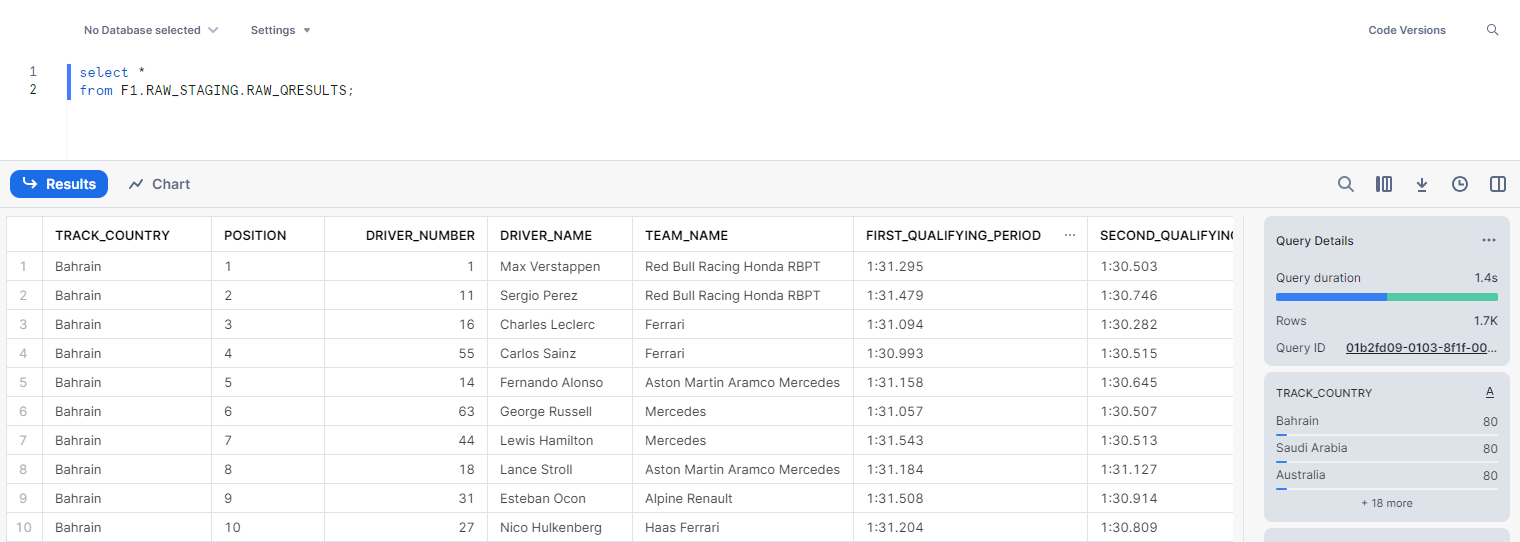 No Database selected Settings Code Versions
1 select *
2 from F1.RAW_STAGING.RAW_QRESULTS;
Results Chart
TRACK_COUNTRY POSITION DRIVER_NUMBER DRIVER_NAME TEAM_NAME FIRST_QUALIFYING_PERIOD ... SECOND_QUALIFYING
1 Bahrain 1 1 Max Verstappen Red Bull Racing Honda RBPT 1:31.295 1:30.503
2 Bahrain 2 11 Sergio Perez Red Bull Racing Honda RBPT 1:31.479 1:30.746
3 Bahrain 3 16 Charles Leclerc Ferrari 1:31.094 1:30.282
4 Bahrain 4 55 Carlos Sainz Ferrari 1:30.993 1:30.515
5 Bahrain 5 14 Fernando Alonso Aston Martin Aramco Mercedes 1:31.158 1:30.645
6 Bahrain 6 63 George Russell Mercedes 1:31.057 1:30.507
7 Bahrain 7 44 Lewis Hamilton Mercedes 1:31.543 1:30.513
8 Bahrain 8 18 Lance Stroll Aston Martin Aramco Mercedes 1:31.184 1:31.127
9 Bahrain 9 31 Esteban Ocon Alpine Renault 1:31.508 1:30.914
10 Bahrain 10 27 Nico Hulkenberg Haas Ferrari 1:31.204 1:30.809
Query Details ...
Query duration 1.4s
Rows 1.7K
Query ID 01b2fd09-0103-8f1f-00...
TRACK_COUNTRY A
Bahrain 80
Saudi Arabia 80
Australia 80
+ 18 more